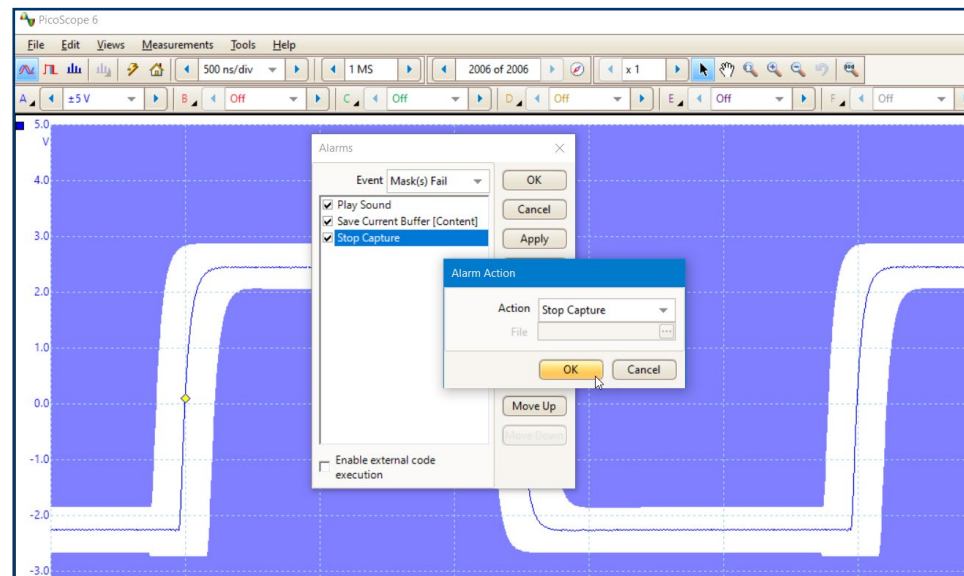 PicoScope 6
File Edit Views Measurements Tools Help
500 ns/div 1 MS 2006 of 2006 x 1
A ±5 V B Off C Off D Off E Off F Off
5.0
V
Alarms
4.0
Event Mask(s) Fail OK
Play Sound
Save Current Buffer [Content] Cancel
Stop Capture Apply
3.0
Alarm Action
2.0
Action Stop Capture
File ...
1.0
OK Cancel
0.0
Move Up
Move Down
-1.0
Enable external code
execution
-2.0
-3.0